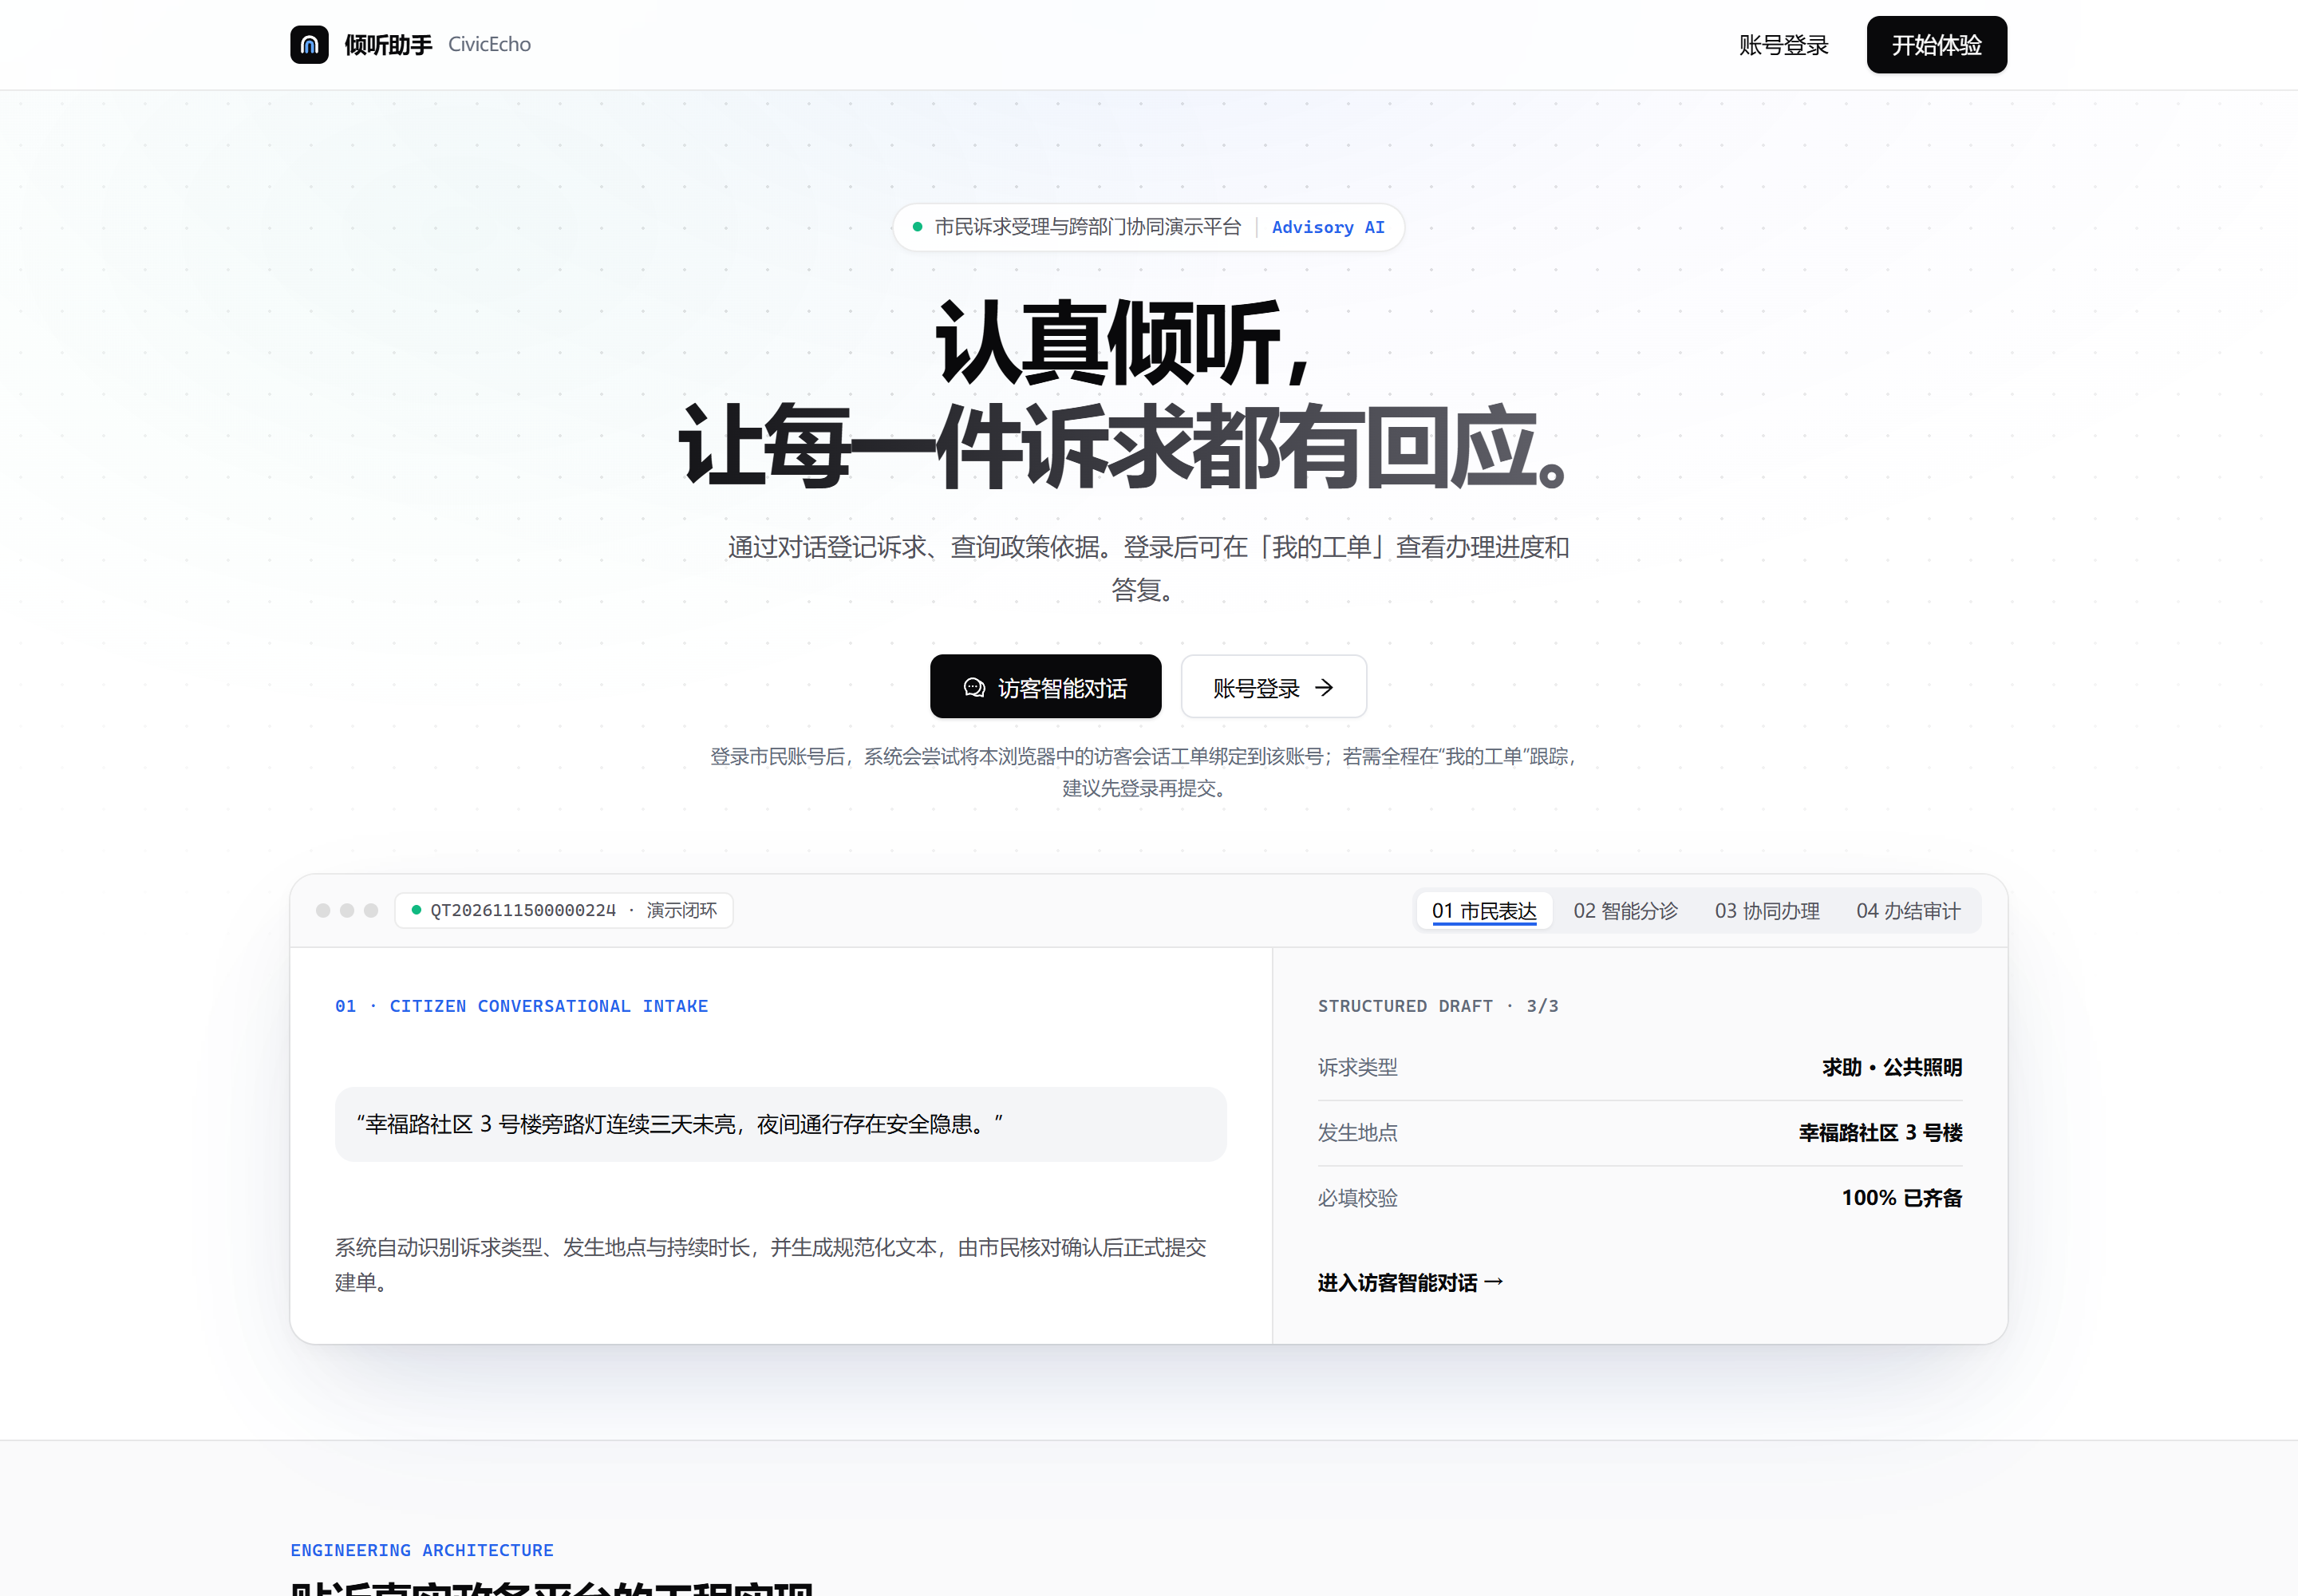 倾听助手 CivicEcho
账号登录
开始体验
市民诉求受理与跨部门协同演示平台 | Advisory AI
认真倾听，
让每一件诉求都有回应。
通过对话登记诉求、查询政策依据。登录后可在「我的工单」查看办理进度和
答复。
访客智能对话
账号登录 →
登录市民账号后，系统会尝试将本浏览器中的访客会话工单绑定到该账号；若需全程在“我的工单”跟踪，
建议先登录再提交。
QT2026111500000224 · 演示闭环
01 市民表达
02 智能分诊
03 协同办理
04 办结审计
01 · CITIZEN CONVERSATIONAL INTAKE
“幸福路社区 3 号楼旁路灯连续三天未亮，夜间通行存在安全隐患。”
系统自动识别诉求类型、发生地点与持续时长，并生成规范化文本，由市民核对确认后正式提交
建单。
STRUCTURED DRAFT · 3/3
诉求类型 求助 · 公共照明
发生地点 幸福路社区 3 号楼
必填校验 100% 已齐备
进入访客智能对话 →
ENGINEERING ARCHITECTURE
贴近真实政务平台的工程实现